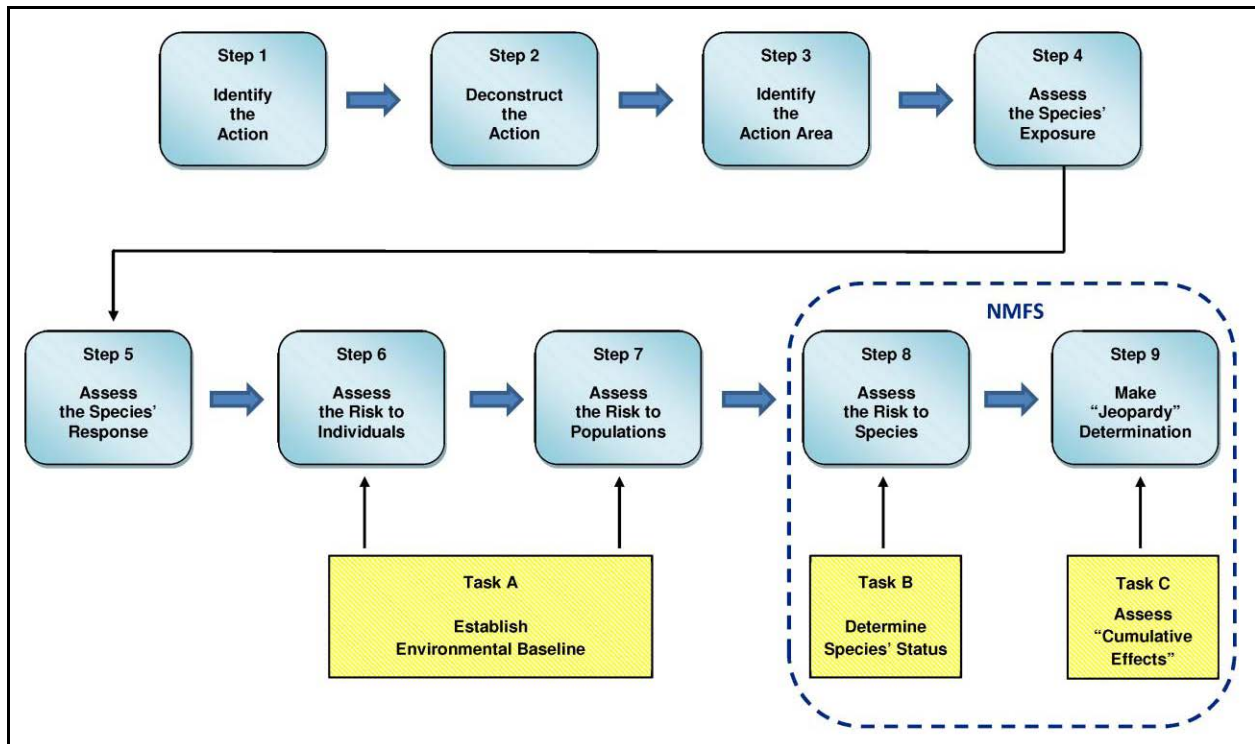 Step 1
Identify
the
Action
Step 2
Deconstruct
the
Action
Step 3
Identify
the
Action Area
Step 4
Assess
the Species'
Exposure
NMFS
Step 5
Assess
the Species'
Response
Step 6
Assess
the Risk to
Individuals
Step 7
Assess
the Risk to
Populations
Step 8
Assess
the Risk to
Species
Step 9
Make
“Jeopardy”
Determination
Task A
Establish
Environmental Baseline
Task B
Determine
Species' Status
Task C
Assess
“Cumulative
Effects”